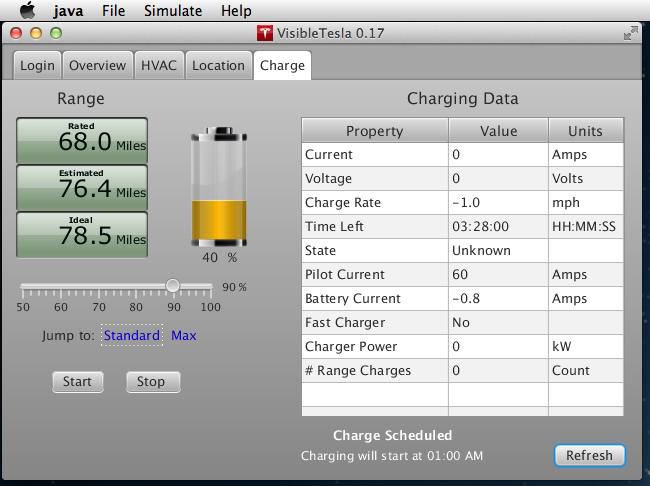 java File Simulate Help
VisibleTesla 0.17
Login Overview HVAC Location Charge
Range
Rated
68.0 Miles
Estimated
76.4 Miles
Ideal
78.5 Miles
40 %
90 %
50 60 70 80 90 100
Jump to: Standard Max
Start Stop
Charging Data
Property Value Units
Current 0 Amps
Voltage 0 Volts
Charge Rate -1.0 mph
Time Left 03:28:00 HH:MM:SS
State Unknown
Pilot Current 60 Amps
Battery Current -0.8 Amps
Fast Charger No
Charger Power 0 kW
# Range Charges 0 Count
Charge Scheduled
Charging will start at 01:00 AM
Refresh